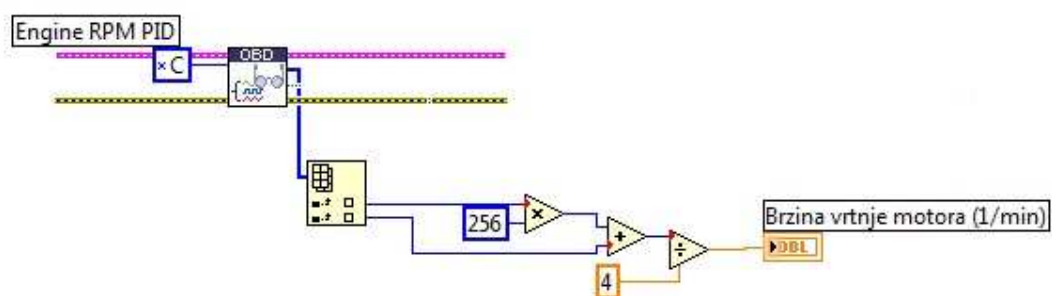 Engine RPM PID
OBD
×C
256
×
+
÷
4
Brzina vrtnje motora (1/min)
DBL